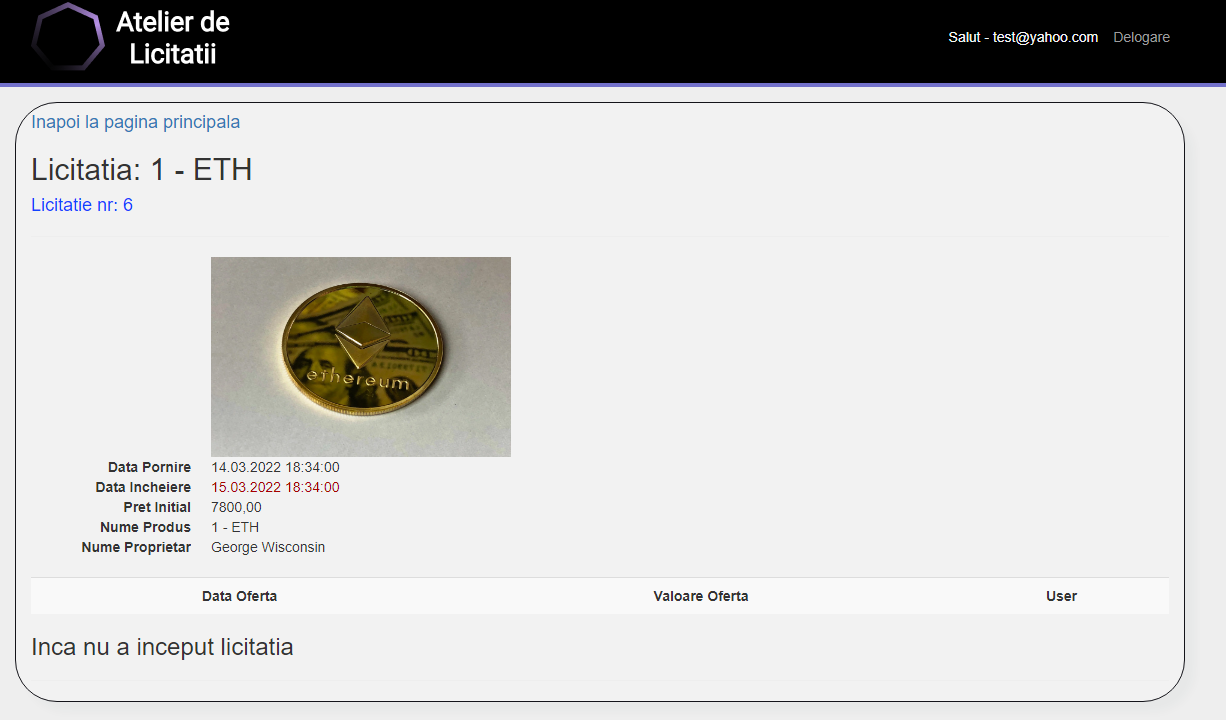 Atelier de
Licitatii
Salut - test@yahoo.com Delogare
Inapoi la pagina principala
Licitatia: 1 - ETH
Licitatie nr: 6
ethereum
Data Pornire 14.03.2022 18:34:00
Data Incheiere 15.03.2022 18:34:00
Pret Initial 7800,00
Nume Produs 1 - ETH
Nume Proprietar George Wisconsin
Data Oferta Valoare Oferta User
Inca nu a inceput licitatia